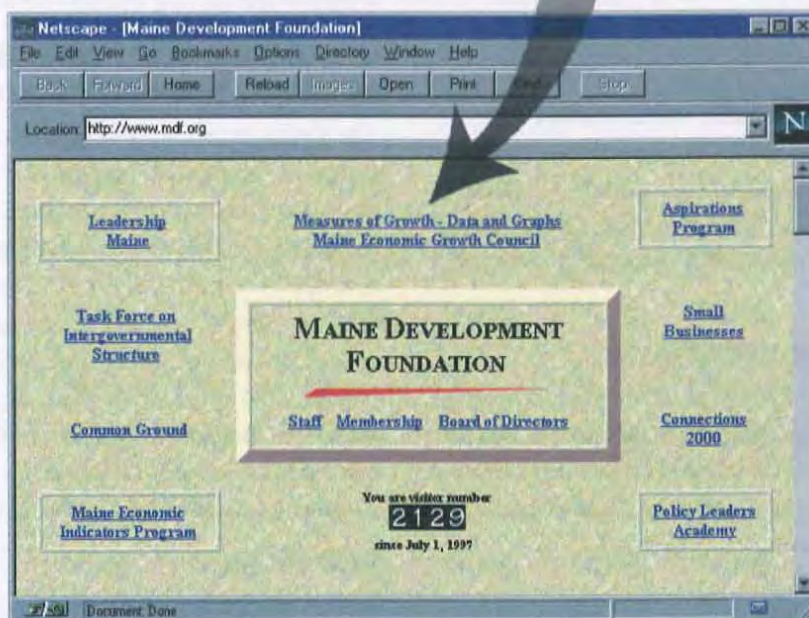 Netscape - [Maine Development Foundation]
File Edit View Go Bookmarks Options Directory Window Help
Back Forward Home Reload Images Open Print Stop
Location: http://www.mdf.org
N
Leadership
Maine
Measures of Growth - Data and Graphs
Maine Economic Growth Council
Aspirations
Program
Task Force on
Intergovernmental
Structure
MAINE DEVELOPMENT
FOUNDATION
Small
Businesses
Staff Membership Board of Directors
Common Ground
Connections
2000
Maine Economic
Indicators Program
You are visitor number
2129
since July 1, 1997
Policy Leaders
Academy
Document: Done